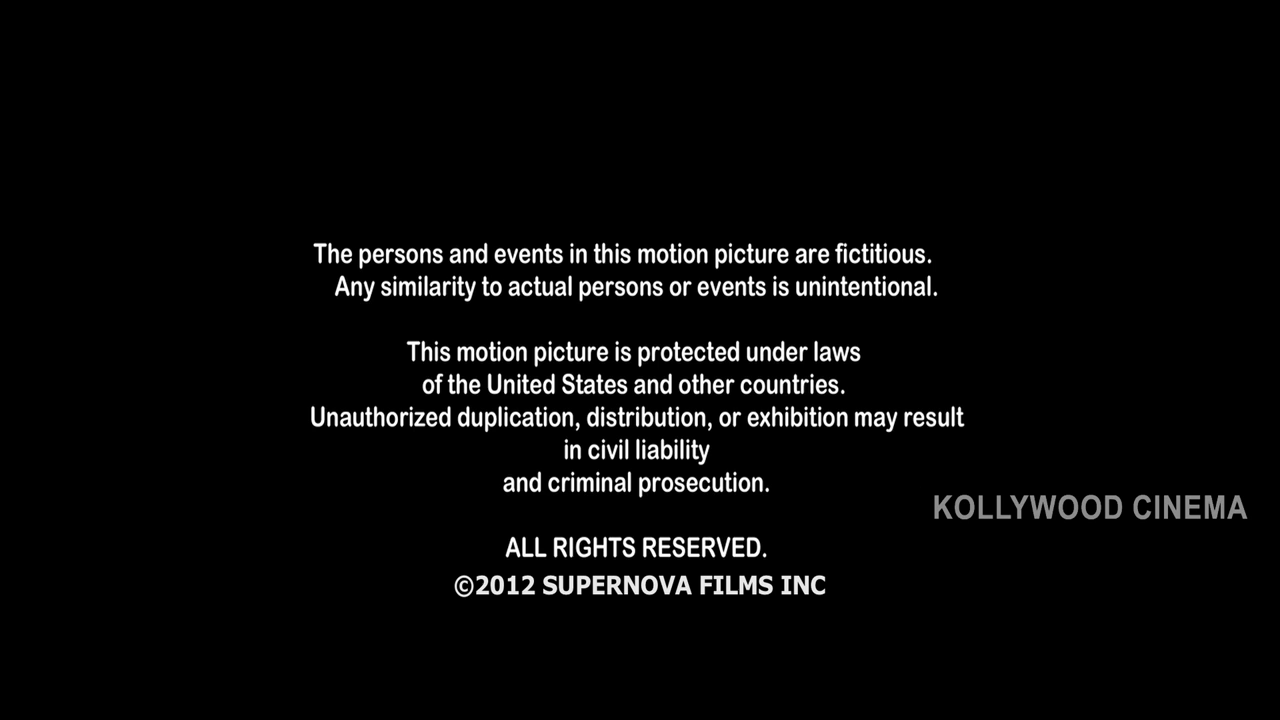 The persons and events in this motion picture are fictitious.
Any similarity to actual persons or events is unintentional.
This motion picture is protected under laws
of the United States and other countries.
Unauthorized duplication, distribution, or exhibition may result
in civil liability
and criminal prosecution.
KOLLYWOOD CINEMA
ALL RIGHTS RESERVED.
©2012 SUPERNOVA FILMS INC